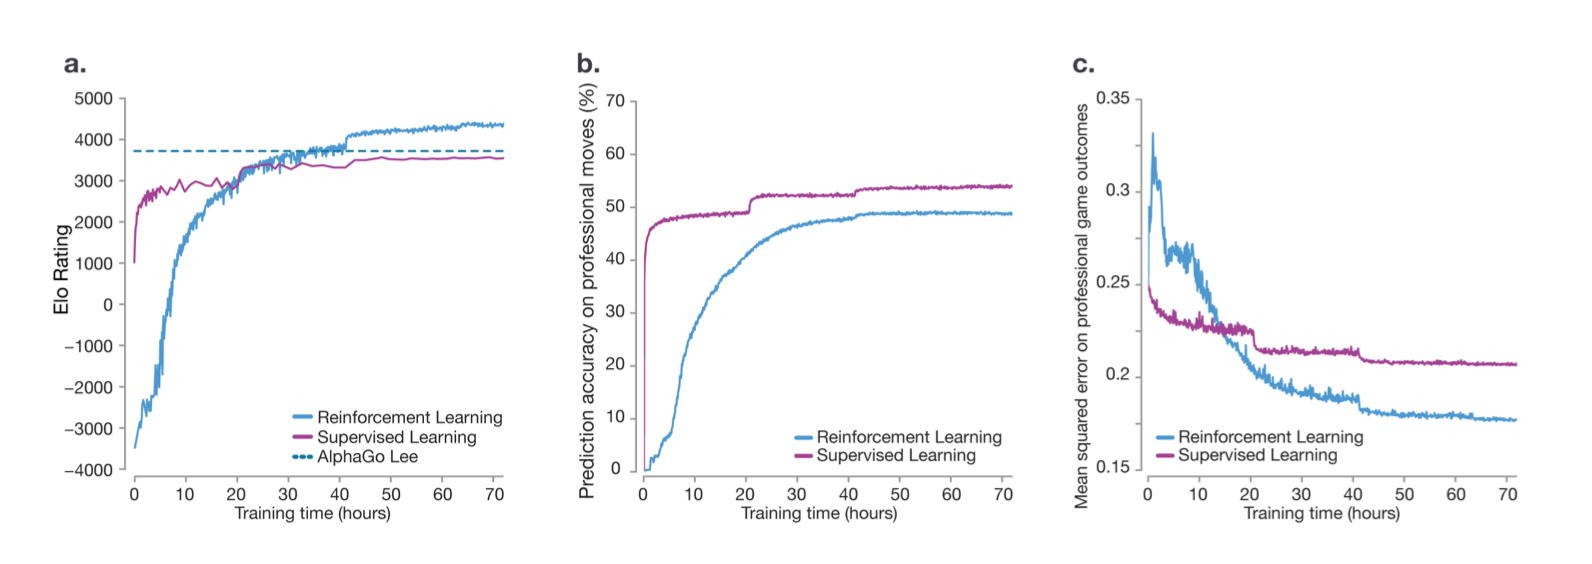 a.
Elo Rating
5000
4000
3000
2000
1000
0
−1000
−2000
−3000
−4000
0 10 20 30 40 50 60 70
Training time (hours)
Reinforcement Learning
Supervised Learning
AlphaGo Lee
b.
Prediction accuracy on professional moves (%)
70
60
50
40
30
20
10
0
0 10 20 30 40 50 60 70
Training time (hours)
Reinforcement Learning
Supervised Learning
c.
Mean squared error on professional game outcomes
0.35
0.3
0.25
0.2
0.15
0 10 20 30 40 50 60 70
Training time (hours)
Reinforcement Learning
Supervised Learning